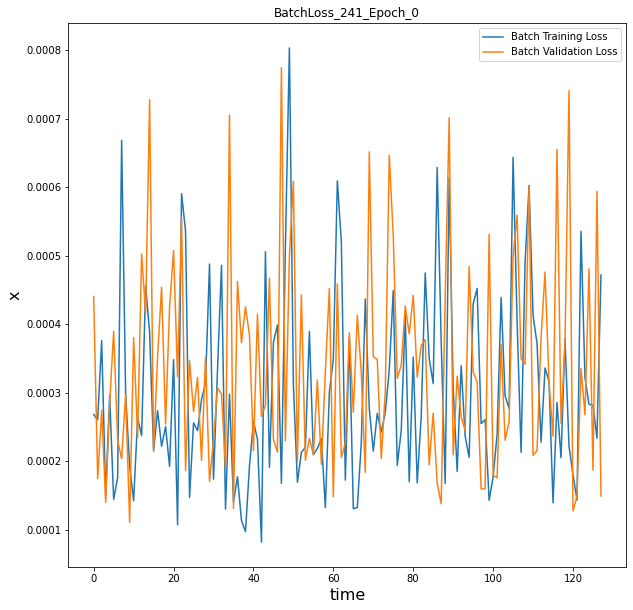 BatchLoss_241_Epoch_0
Batch Training Loss
Batch Validation Loss
0.0008
0.0007
0.0006
0.0005
0.0004
0.0003
0.0002
0.0001
x
0 20 40 60 80 100 120
time